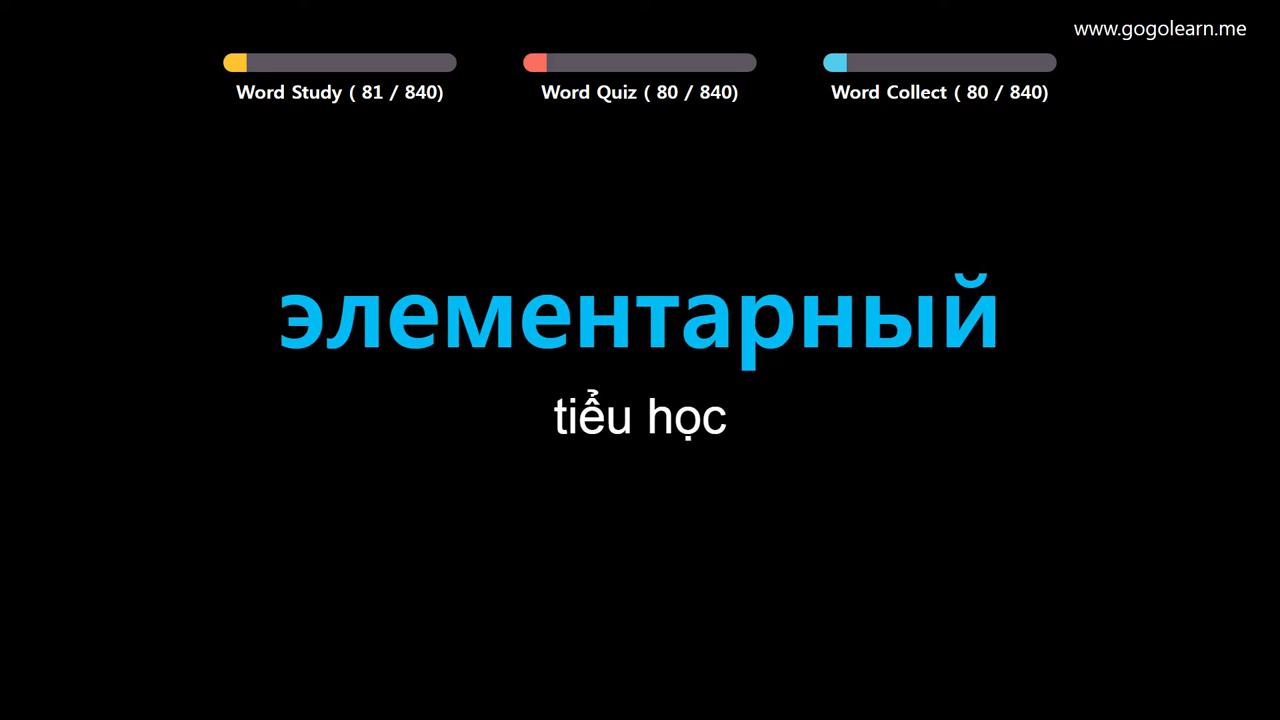 www.gogolearn.me
Word Study ( 81 / 840)
Word Quiz ( 80 / 840)
Word Collect ( 80 / 840)
элементарный
tiểu học